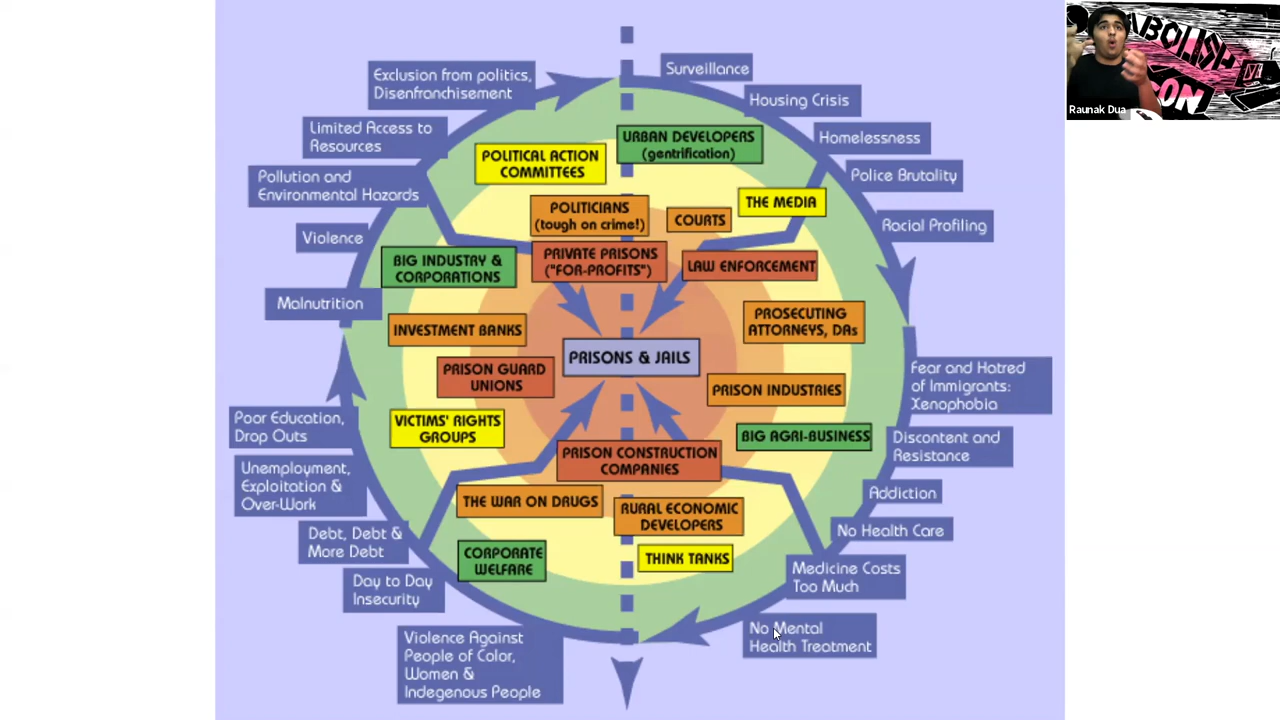 Surveillance
Housing Crisis
Homelessness
Police Brutality
Racial Profiling
Fear and Hatred
of Immigrants:
Xenophobia
Discontent and
Resistance
Addiction
No Health Care
Medicine Costs
Too Much
No Mental
Health Treatment
Violence Against
People of Color,
Women &
Indegenous People
Day to Day
Insecurity
Debt, Debt &
More Debt
Unemployment,
Exploitation &
Over-Work
Poor Education,
Drop Outs
Malnutrition
Violence
Pollution and
Environmental Hazards
Limited Access to
Resources
Exclusion from politics,
Disenfranchisement
URBAN DEVELOPERS
(gentrification)
POLITICAL ACTION
COMMITTEES
THE MEDIA
POLITICIANS
(tough on crime!)
COURTS
PRIVATE PRISONS
("FOR-PROFITS")
LAW ENFORCEMENT
BIG INDUSTRY &
CORPORATIONS
INVESTMENT BANKS
PROSECUTING
ATTORNEYS, DAs
PRISONS & JAILS
PRISON GUARD
UNIONS
PRISON INDUSTRIES
VICTIMS' RIGHTS
GROUPS
BIG AGRI-BUSINESS
PRISON CONSTRUCTION
COMPANIES
THE WAR ON DRUGS
RURAL ECONOMIC
DEVELOPERS
CORPORATE
WELFARE
THINK TANKS
ABOLISH
Raunak Dua